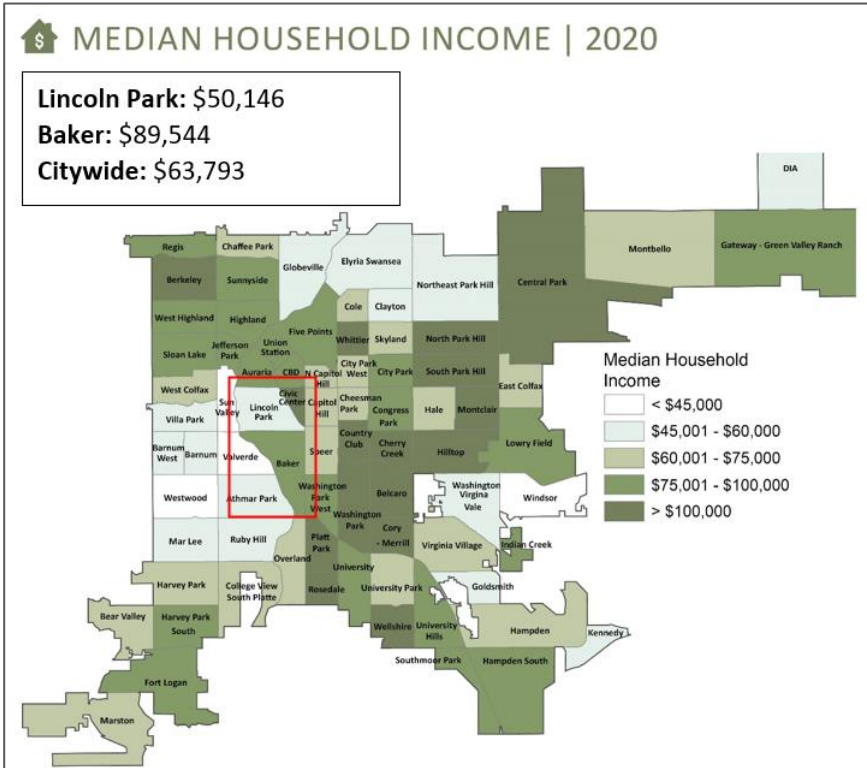 MEDIAN HOUSEHOLD INCOME | 2020
Lincoln Park: $50,146
Baker: $89,544
Citywide: $63,793
DIA
Regis
Chaffee Park
Globeville
Elyria Swansea
Northeast Park Hill
Central Park
Montbello
Gateway - Green Valley Ranch
Berkeley
Sunnyside
Cole
Clayton
West Highland
Highland
Five Points
Whittier
Skyland
North Park Hill
Sloan Lake
Jefferson
Park
Union
Station
Auraria
CBD
N Capitol
Hill
City Park
West
City Park
South Park Hill
East Colfax
West Colfax
Sun
Valley
Lincoln
Park
Civic
Center
Capitol
Hill
Cheesman
Park
Congress
Park
Hale
Montclair
Villa Park
Barnum
West
Barnum
Valverde
Baker
Speer
Country
Club
Cherry
Creek
Hilltop
Lowry Field
Westwood
Athmar Park
Washington
Park
West
Washington
Park
Belcaro
Washington
Virgina
Vale
Windsor
Mar Lee
Ruby Hill
Overland
Platt
Park
Cory
- Merrill
Virginia Village
Indian Creek
Harvey Park
College View
South Platte
Rosedale
University
University Park
Goldsmith
Bear Valley
Harvey Park
South
Wellshire
University
Hills
Hampden
Kennedy
Southmoor Park
Hampden South
Fort Logan
Marston
Median Household
Income
< $45,000
$45,001 - $60,000
$60,001 - $75,000
$75,001 - $100,000
> $100,000